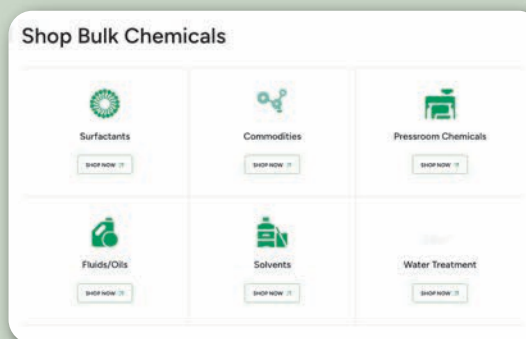 Shop Bulk Chemicals
Surfactants
Commodities
Pressroom Chemicals
SHOP NOW
SHOP NOW
SHOP NOW
Fluids/Oils
Solvents
Water Treatment
SHOP NOW
SHOP NOW
SHOP NOW